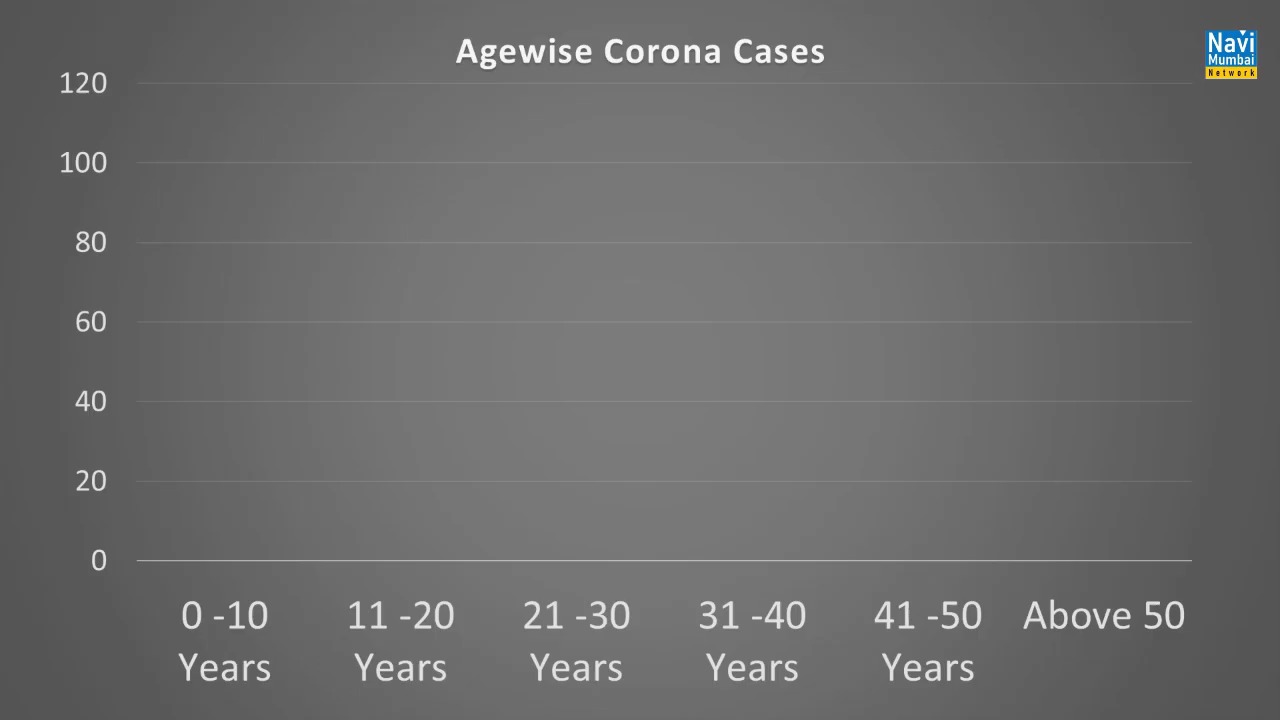 Agewise Corona Cases
Navi
Mumbai
Network
120
100
80
60
40
20
0
0 -10 Years
11 -20 Years
21 -30 Years
31 -40 Years
41 -50 Years
Above 50